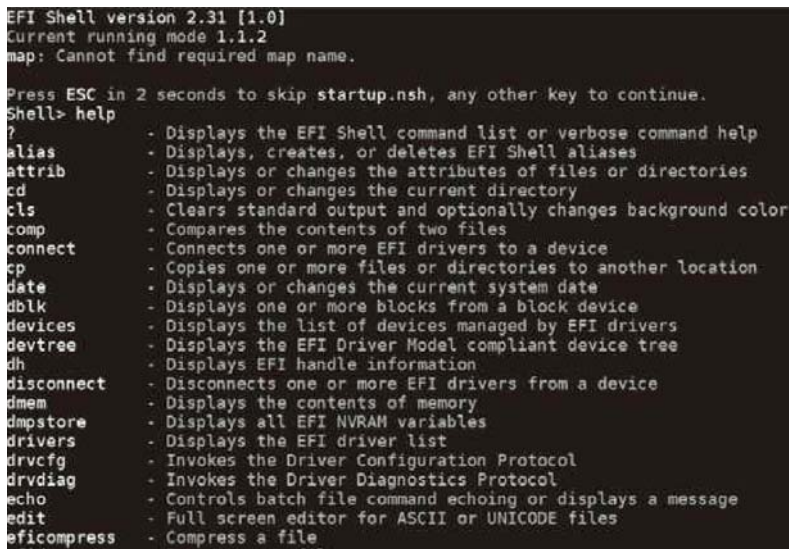 EFI Shell version 2.31 [1.0]
Current running mode 1.1.2
map: Cannot find required map name.
Press ESC in 2 seconds to skip startup.nsh, any other key to continue.
Shell> help
? - Displays the EFI Shell command list or verbose command help
alias - Displays, creates, or deletes EFI Shell aliases
attrib - Displays or changes the attributes of files or directories
cd - Displays or changes the current directory
cls - Clears standard output and optionally changes background color
comp - Compares the contents of two files
connect - Connects one or more EFI drivers to a device
cp - Copies one or more files or directories to another location
date - Displays or changes the current system date
dblk - Displays one or more blocks from a block device
devices - Displays the list of devices managed by EFI drivers
devtree - Displays the EFI Driver Model compliant device tree
dh - Displays EFI handle information
disconnect - Disconnects one or more EFI drivers from a device
dmem - Displays the contents of memory
dmpstore - Displays all EFI NVRAM variables
drivers - Displays the EFI driver list
drvcfg - Invokes the Driver Configuration Protocol
drvdiag - Invokes the Driver Diagnostics Protocol
echo - Controls batch file command echoing or displays a message
edit - Full screen editor for ASCII or UNICODE files
eficompress - Compress a file